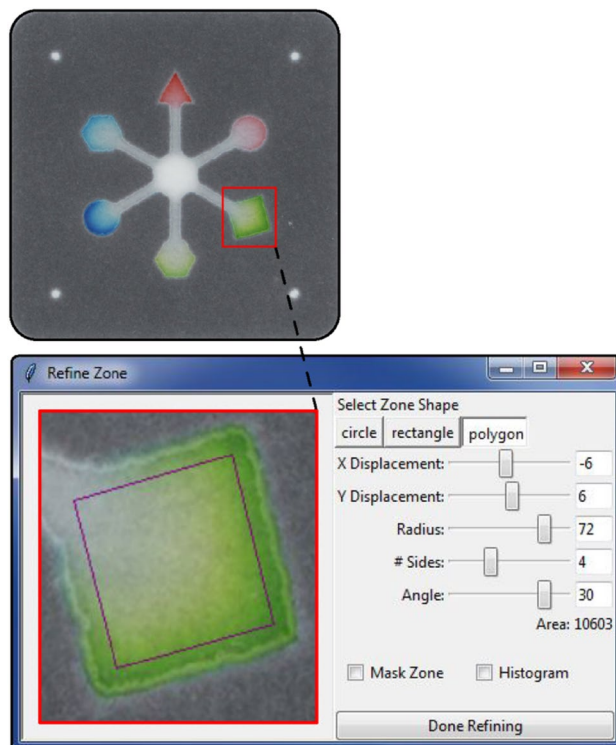 Refine Zone
Select Zone Shape
circle rectangle polygon
X Displacement: -6
Y Displacement: 6
Radius: 72
# Sides: 4
Angle: 30
Area: 10603
Mask Zone Histogram
Done Refining